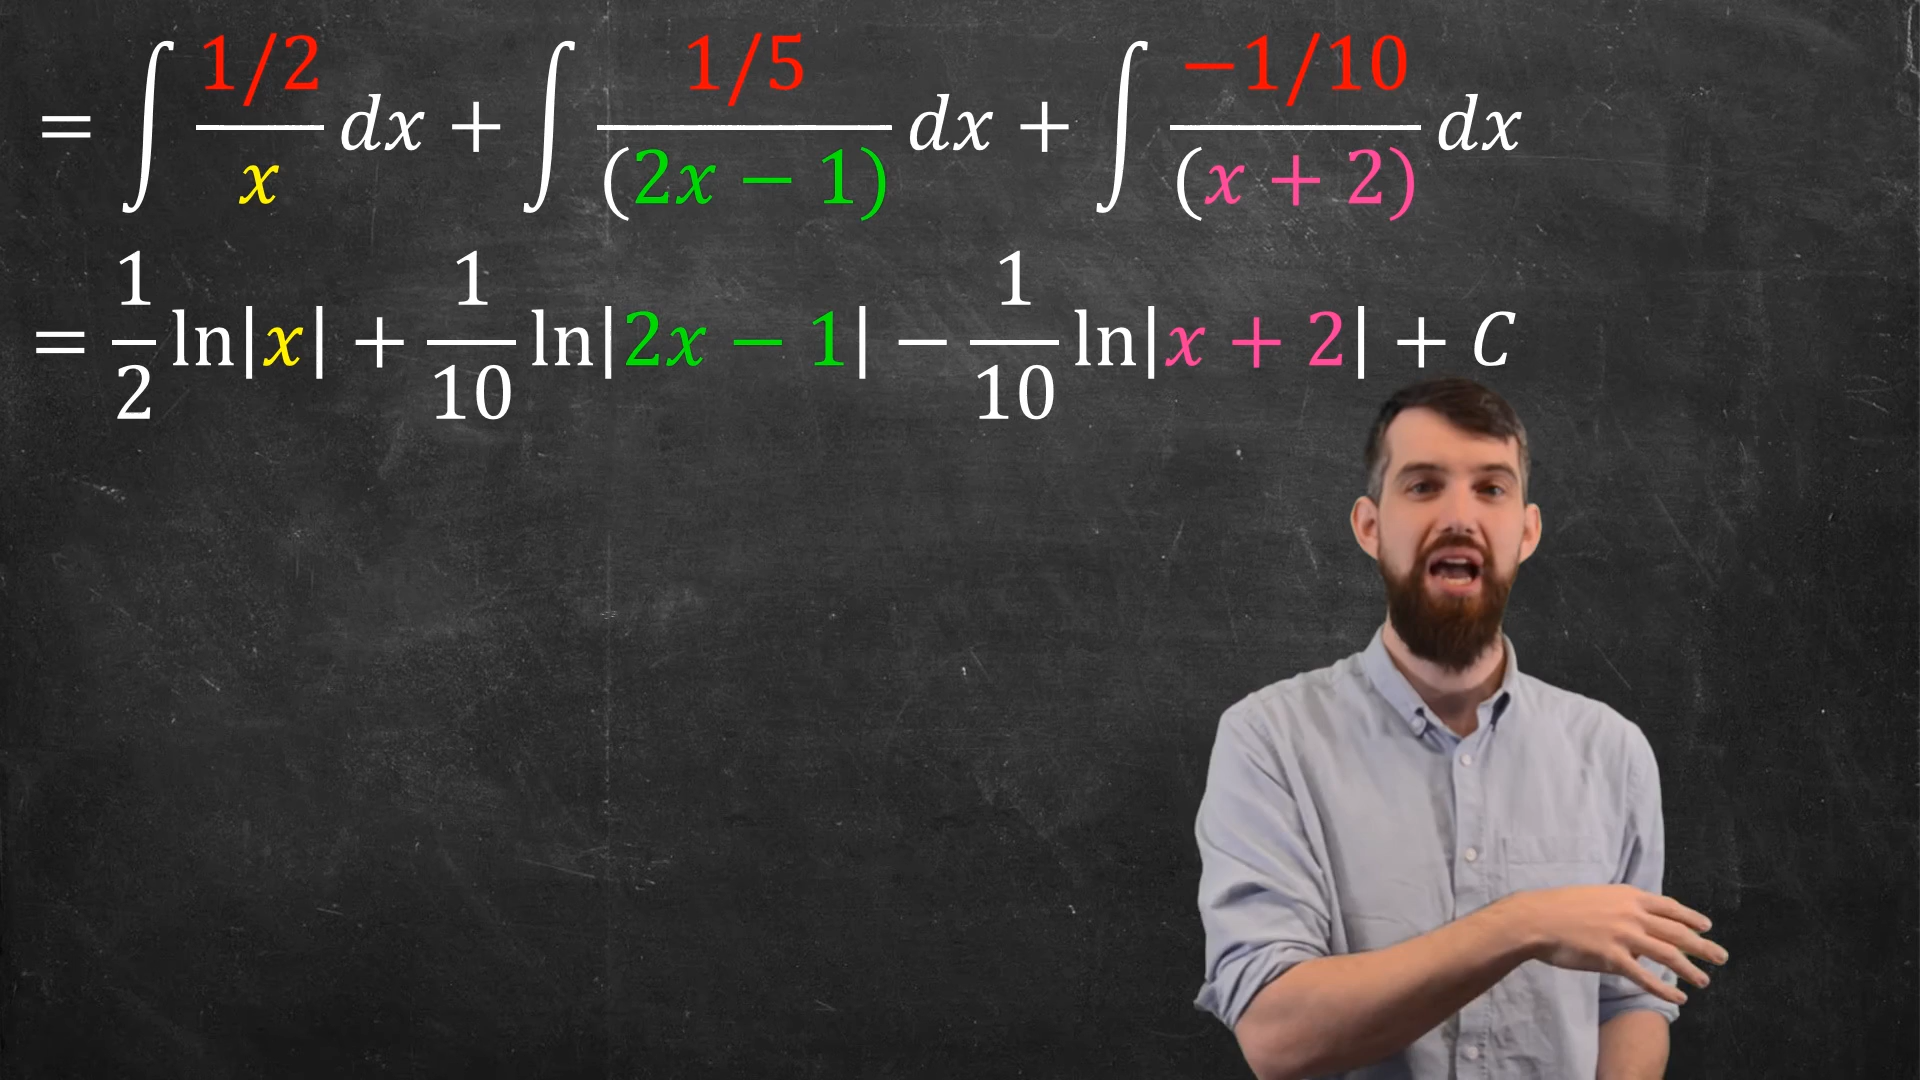 = ∫ 1/2 / x dx + ∫ 1/5 / (2x − 1) dx + ∫ −1/10 / (x + 2) dx
= 1/2 ln|x| + 1/10 ln|2x − 1| − 1/10 ln|x + 2| + C